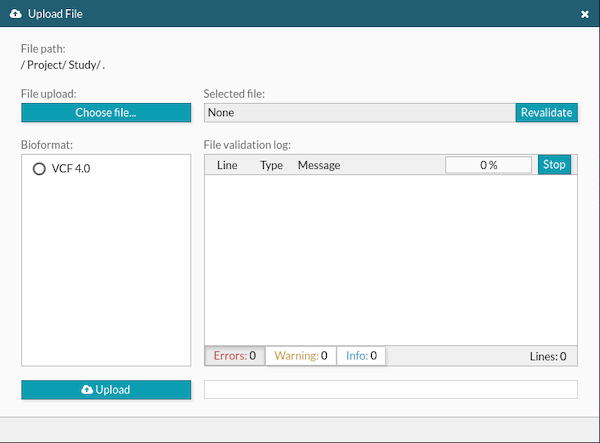 Upload File
File path:
/ Project/ Study/ .
File upload: Selected file:
Choose file... None Revalidate
Bioformat: File validation log:
VCF 4.0 Line Type Message 0 % Stop
Errors: 0 Warning: 0 Info: 0 Lines: 0
Upload